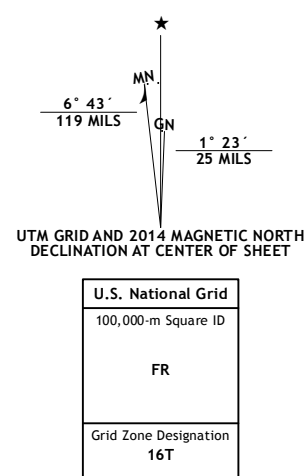 ★
MN
6° 43´
119 MILS
GN
1° 23´
25 MILS
UTM GRID AND 2014 MAGNETIC NORTH
DECLINATION AT CENTER OF SHEET
U.S. National Grid
100,000-m Square ID
FR
Grid Zone Designation
16T